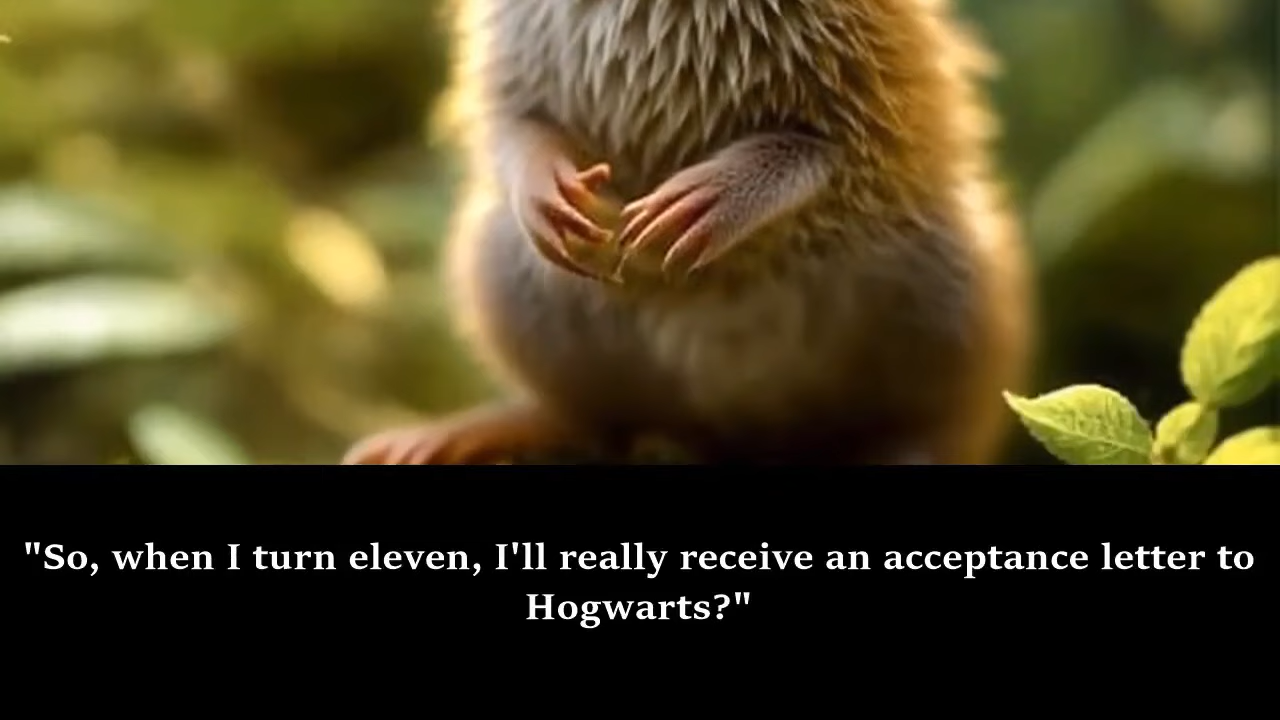 "So, when I turn eleven, I'll really receive an acceptance letter to
Hogwarts?"